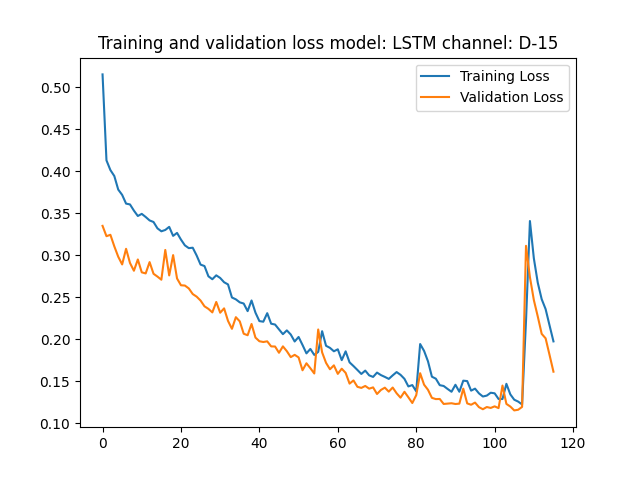 Training and validation loss model: LSTM channel: D-15
Training Loss
Validation Loss
0.50
0.45
0.40
0.35
0.30
0.25
0.20
0.15
0.10
0 20 40 60 80 100 120